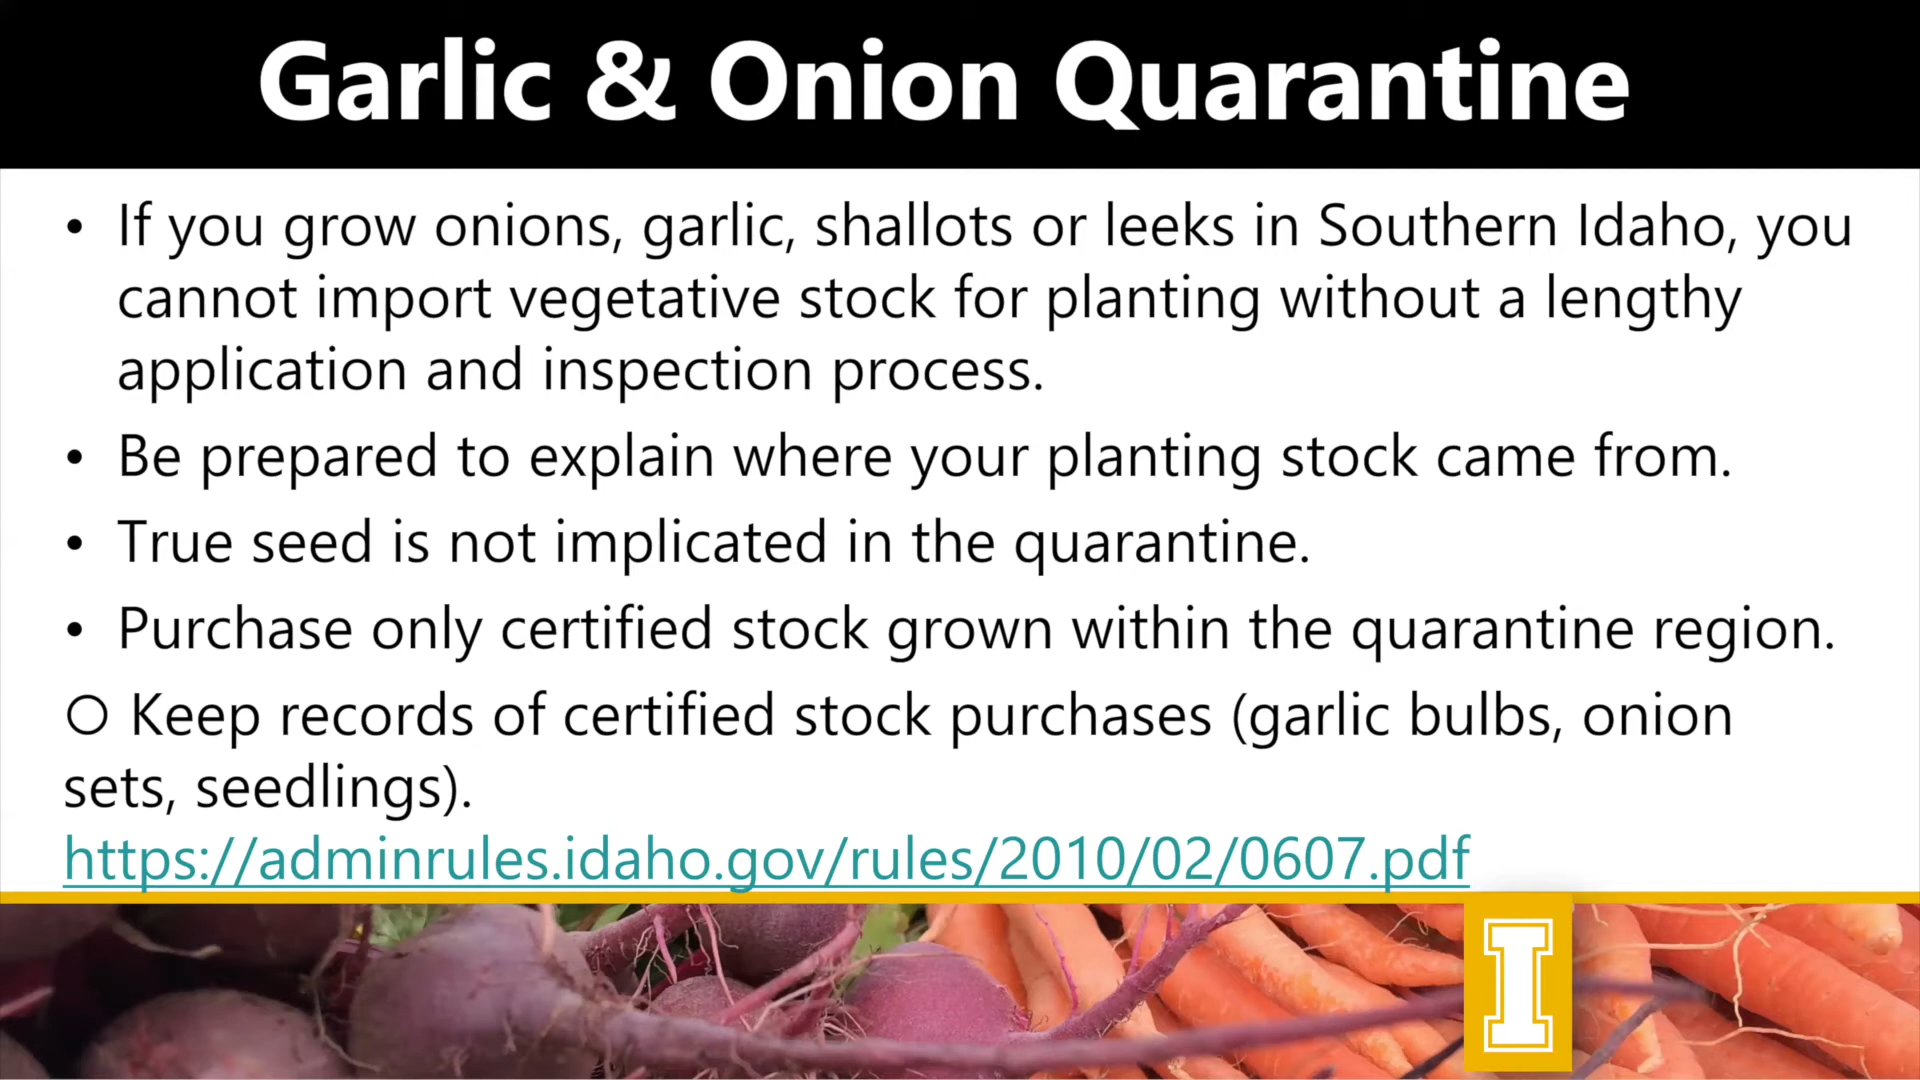 Garlic & Onion Quarantine
• If you grow onions, garlic, shallots or leeks in Southern Idaho, you
cannot import vegetative stock for planting without a lengthy
application and inspection process.
• Be prepared to explain where your planting stock came from.
• True seed is not implicated in the quarantine.
• Purchase only certified stock grown within the quarantine region.
○ Keep records of certified stock purchases (garlic bulbs, onion
sets, seedlings).
https://adminrules.idaho.gov/rules/2010/02/0607.pdf
I